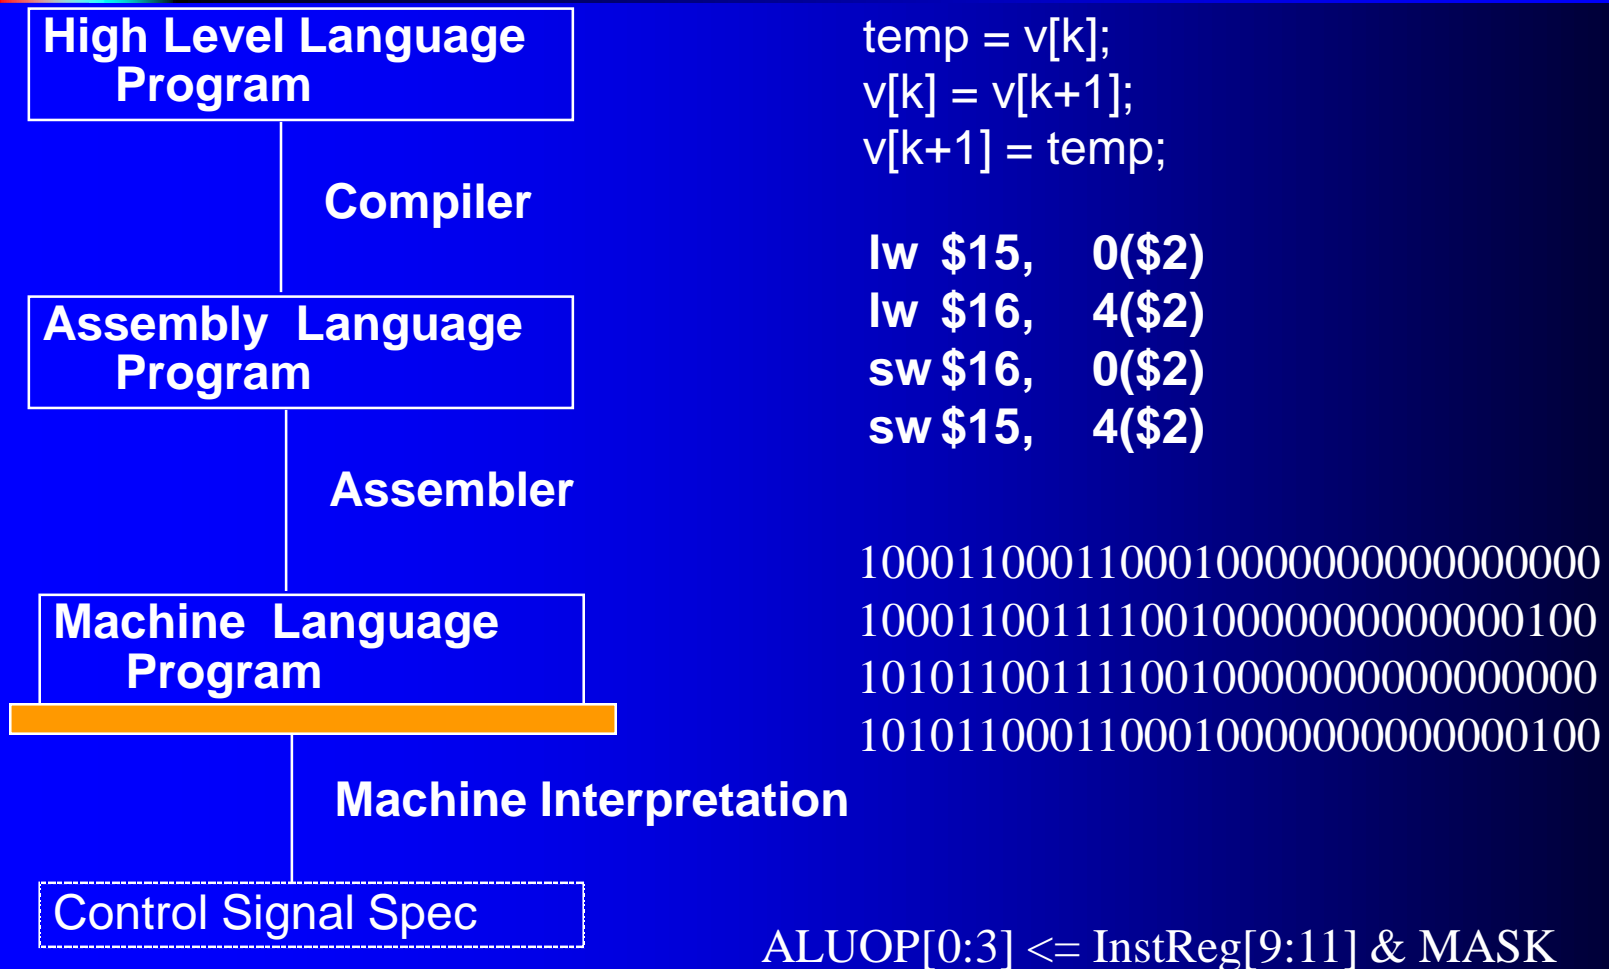 High Level Language
Program
temp = v[k];
v[k] = v[k+1];
v[k+1] = temp;
Compiler
Assembly Language
Program
lw $15, 0($2)
lw $16, 4($2)
sw $16, 0($2)
sw $15, 4($2)
Assembler
Machine Language
Program
10001100011000100000000000000000
10001100111100100000000000000100
10101100111100100000000000000000
10101100011000100000000000000100
Machine Interpretation
Control Signal Spec
ALUOP[0:3] <= InstReg[9:11] & MASK